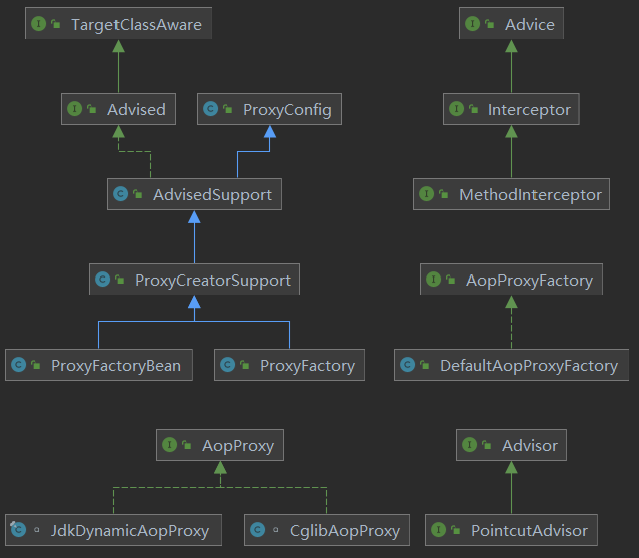 TargetClassAware
Advice
Advised
ProxyConfig
Interceptor
AdvisedSupport
MethodInterceptor
ProxyCreatorSupport
AopProxyFactory
ProxyFactoryBean
ProxyFactory
DefaultAopProxyFactory
AopProxy
Advisor
JdkDynamicAopProxy
CglibAopProxy
PointcutAdvisor